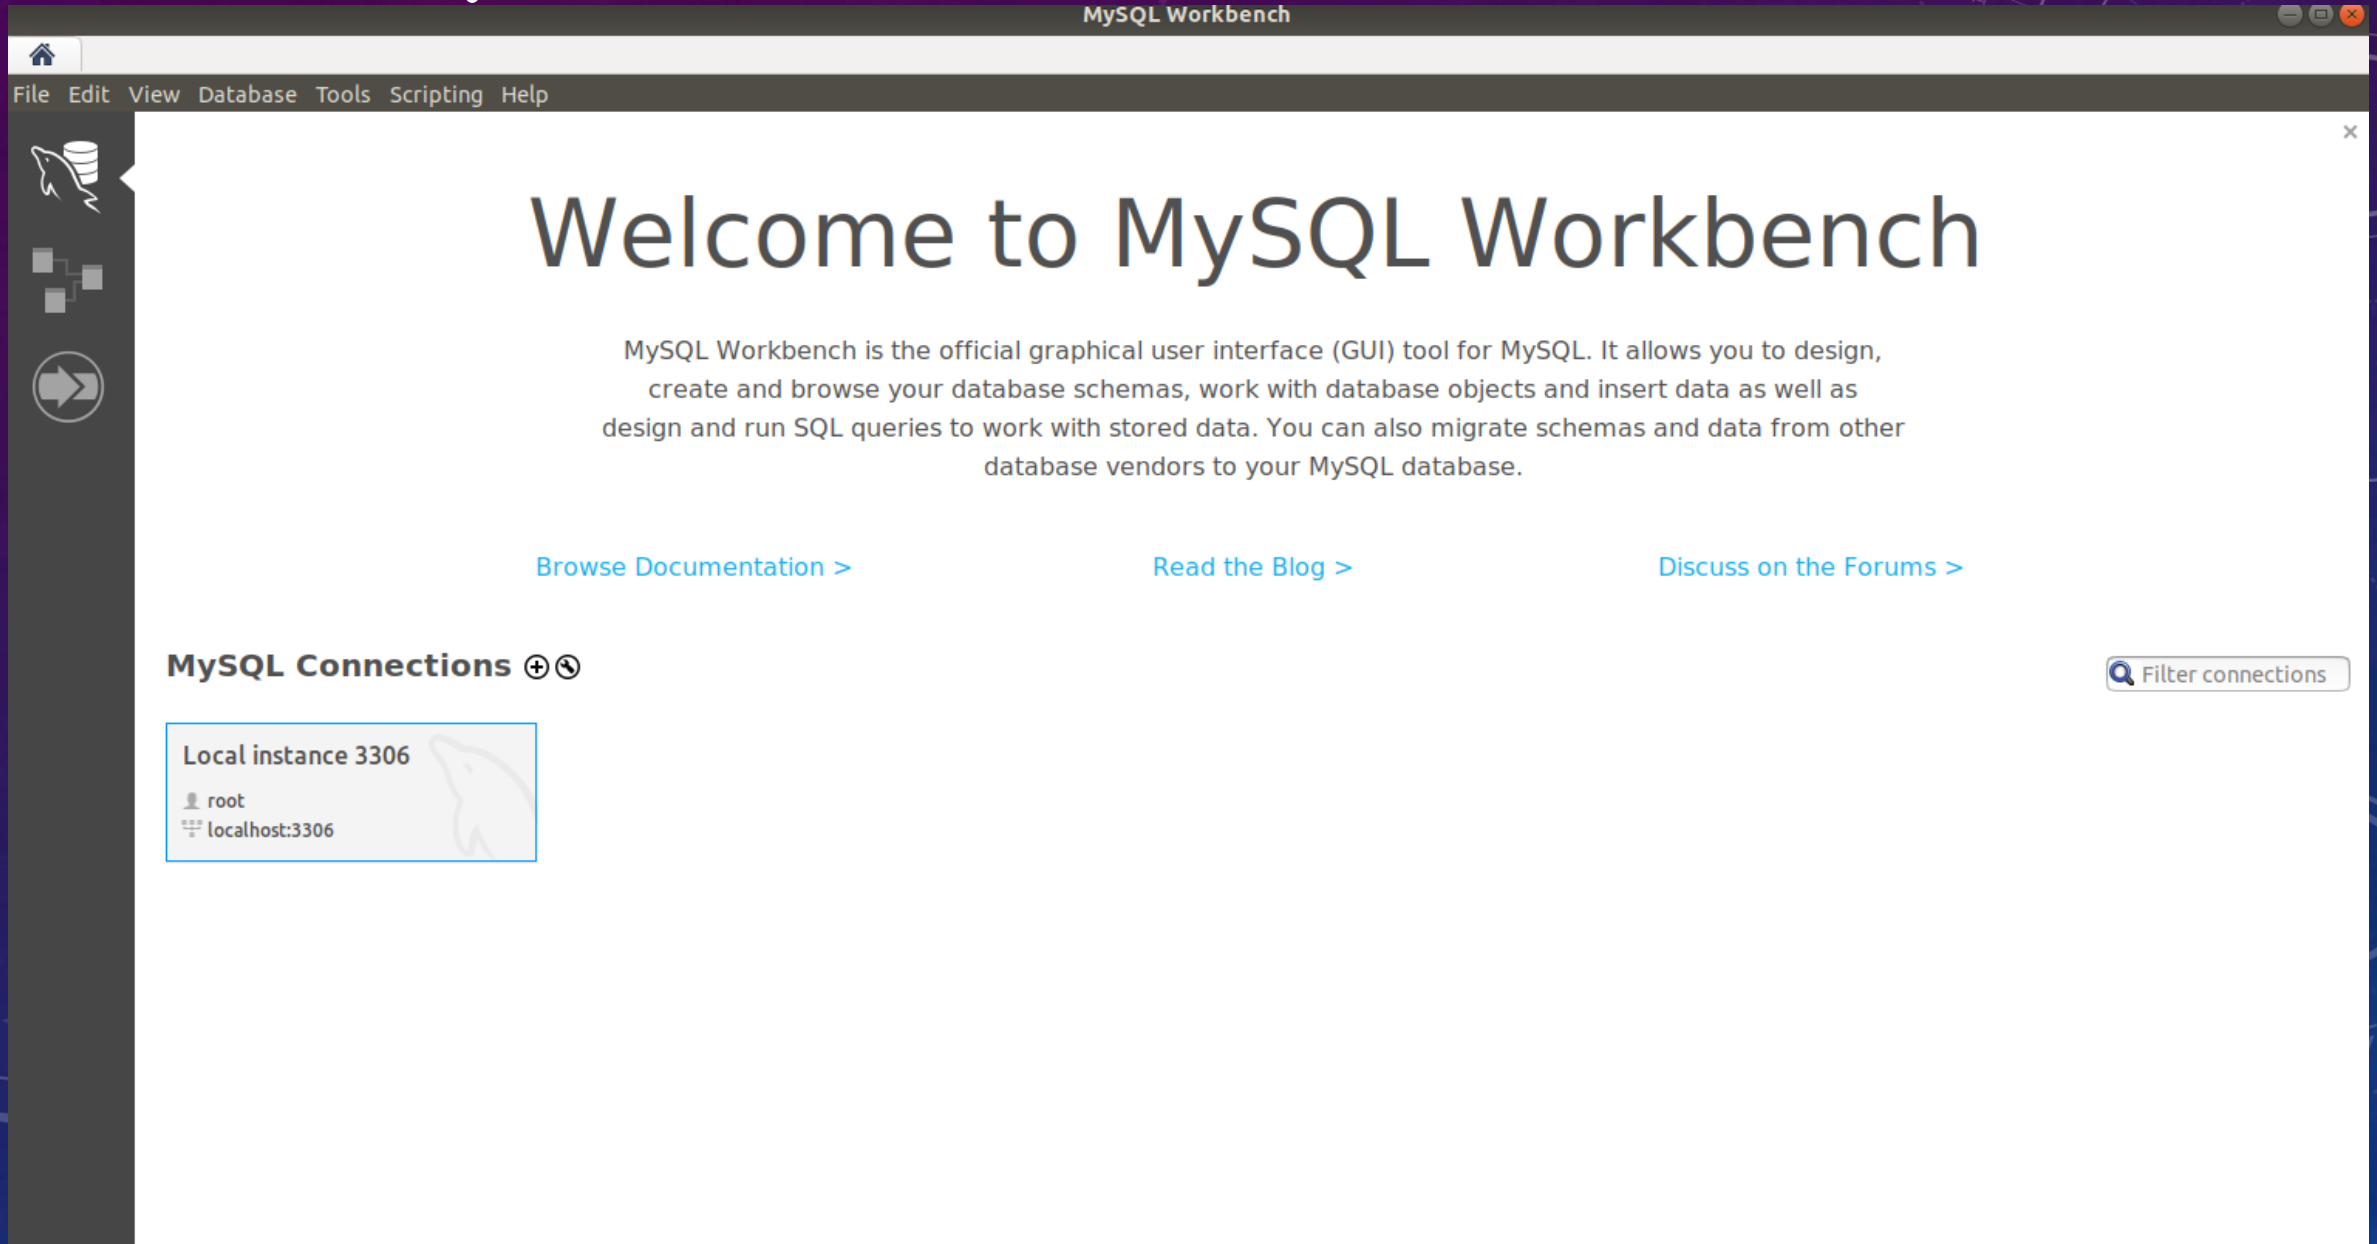 MySQL Workbench
File Edit View Database Tools Scripting Help
Welcome to MySQL Workbench
MySQL Workbench is the official graphical user interface (GUI) tool for MySQL. It allows you to design,
create and browse your database schemas, work with database objects and insert data as well as
design and run SQL queries to work with stored data. You can also migrate schemas and data from other
database vendors to your MySQL database.
Browse Documentation > Read the Blog > Discuss on the Forums >
MySQL Connections
Filter connections
Local instance 3306
root
localhost:3306